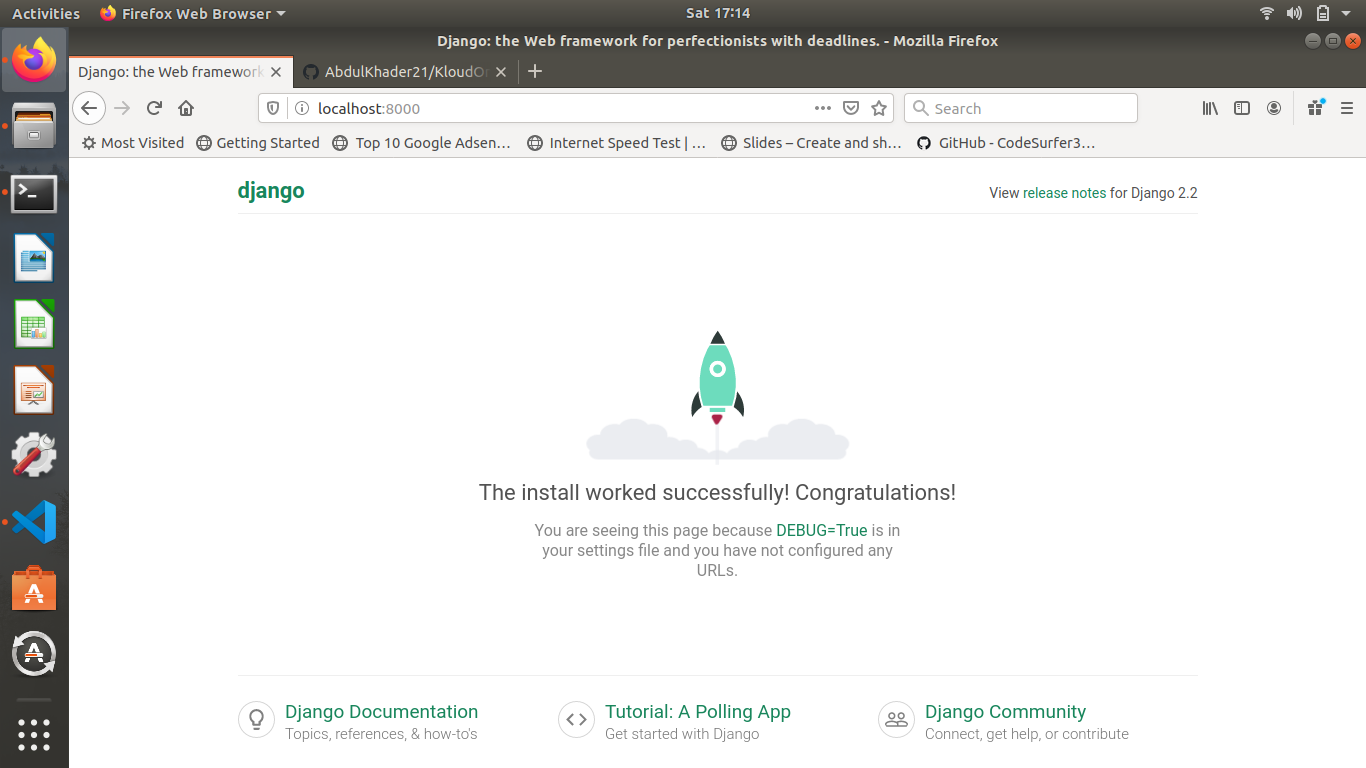 Activities
Firefox Web Browser
Sat 17:14
Django: the Web framework for perfectionists with deadlines. - Mozilla Firefox
Django: the Web framework
AbdulKhader21/KloudOn
localhost:8000
Search
Most Visited
Getting Started
Top 10 Google Adsen…
Internet Speed Test | …
Slides – Create and sh…
GitHub - CodeSurfer3…
django
View release notes for Django 2.2
The install worked successfully! Congratulations!
You are seeing this page because DEBUG=True is in
your settings file and you have not configured any
URLs.
Django Documentation
Topics, references, & how-to's
Tutorial: A Polling App
Get started with Django
Django Community
Connect, get help, or contribute